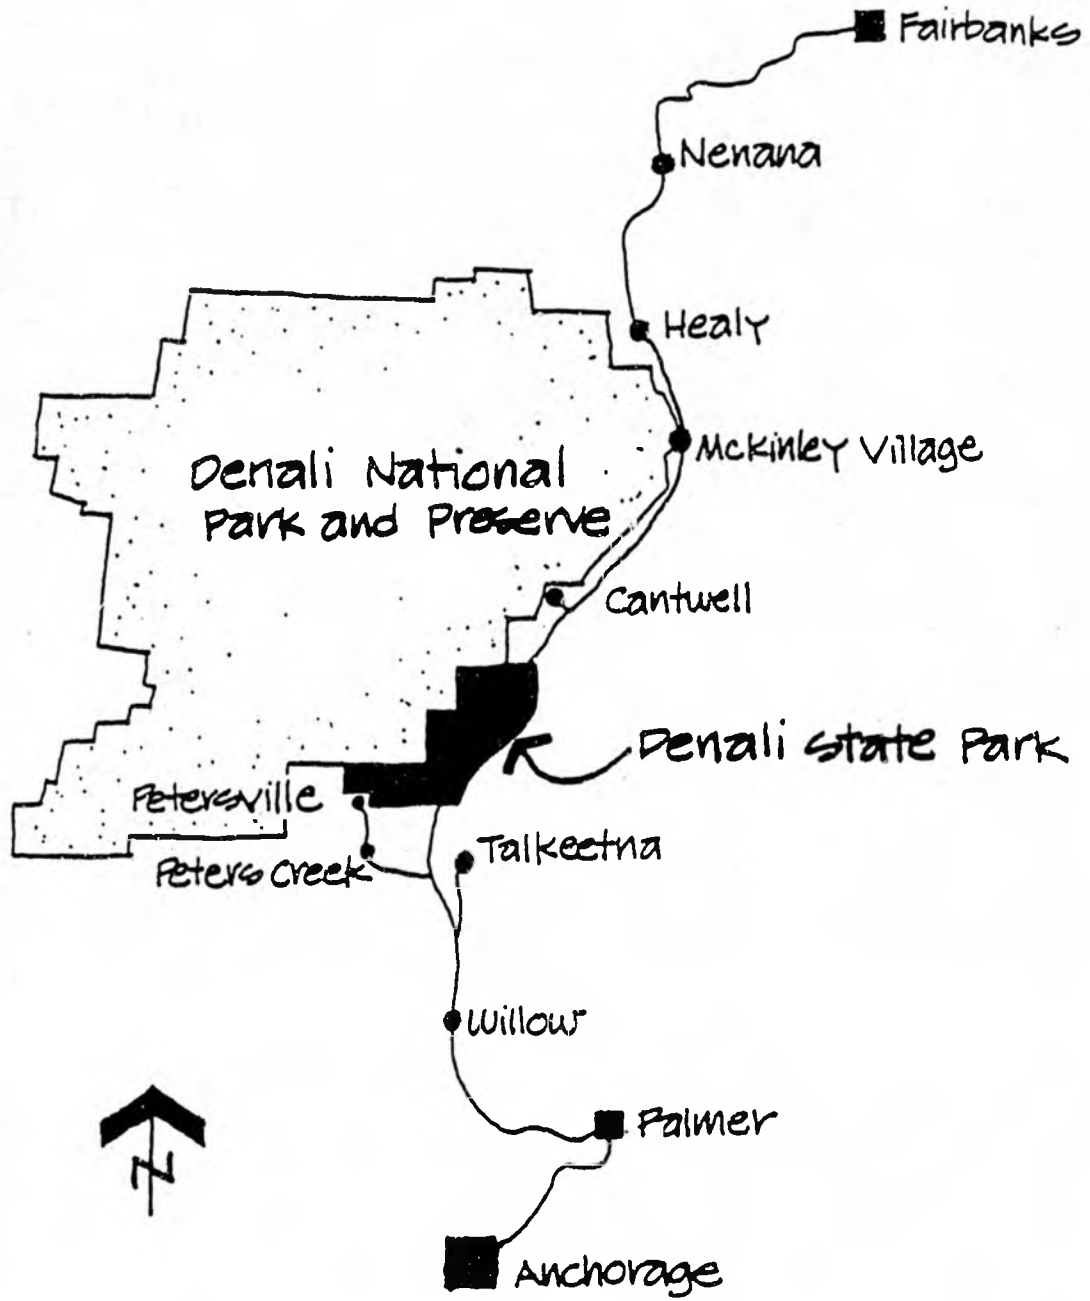 Fairbanks
Nenana
Healy
McKinley Village
Denali National
Park and Preserve
Cantwell
Denali State Park
Petersville
Talkeetna
Peters Creek
Willow
Palmer
N
Anchorage